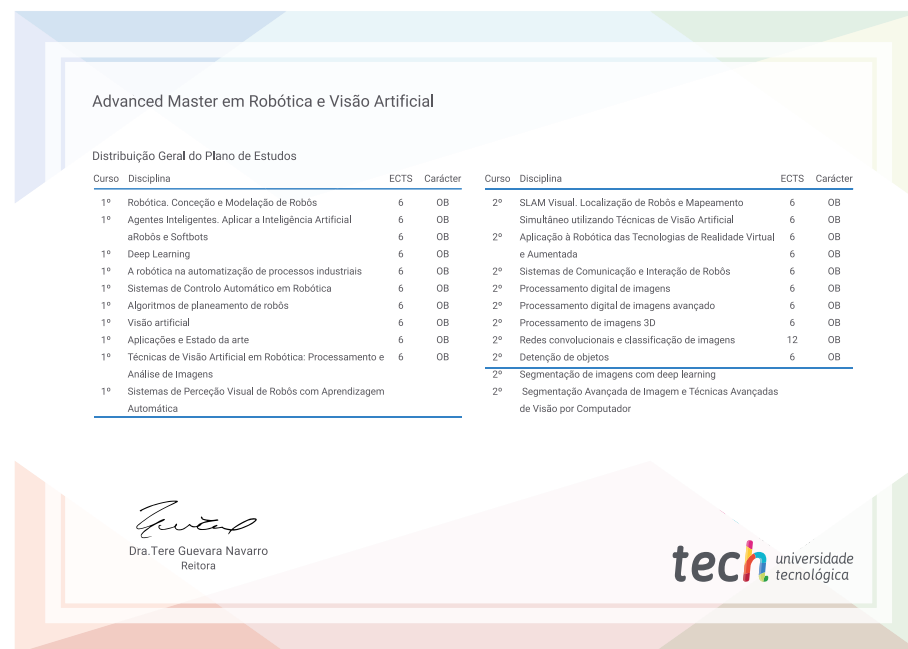 Advanced Master em Robótica e Visão Artificial
Distribuição Geral do Plano de Estudos
Curso Disciplina ECTS Carácter
1º Robótica. Conceção e Modelação de Robôs 6 OB
1º Agentes Inteligentes. Aplicar a Inteligência Artificial 6 OB
aRobôs e Softbots 6 OB
1º Deep Learning 6 OB
1º A robótica na automatização de processos industriais 6 OB
1º Sistemas de Controlo Automático em Robótica 6 OB
1º Algoritmos de planeamento de robôs 6 OB
1º Visão artificial 6 OB
1º Aplicações e Estado da arte 6 OB
1º Técnicas de Visão Artificial em Robótica: Processamento e 6 OB
Análise de Imagens
1º Sistemas de Perceção Visual de Robôs com Aprendizagem
Automática
Curso Disciplina ECTS Carácter
2º SLAM Visual. Localização de Robôs e Mapeamento 6 OB
Simultâneo utilizando Técnicas de Visão Artificial 6 OB
2º Aplicação à Robótica das Tecnologias de Realidade Virtual 6 OB
e Aumentada 6 OB
2º Sistemas de Comunicação e Interação de Robôs 6 OB
2º Processamento digital de imagens 6 OB
2º Processamento digital de imagens avançado 6 OB
2º Processamento de imagens 3D 6 OB
2º Redes convolucionais e classificação de imagens 12 OB
2º Detenção de objetos 6 OB
2º Segmentação de imagens com deep learning
2º Segmentação Avançada de Imagem e Técnicas Avançadas
de Visão por Computador
Dra.Tere Guevara Navarro
Reitora
tech universidade
tecnológica